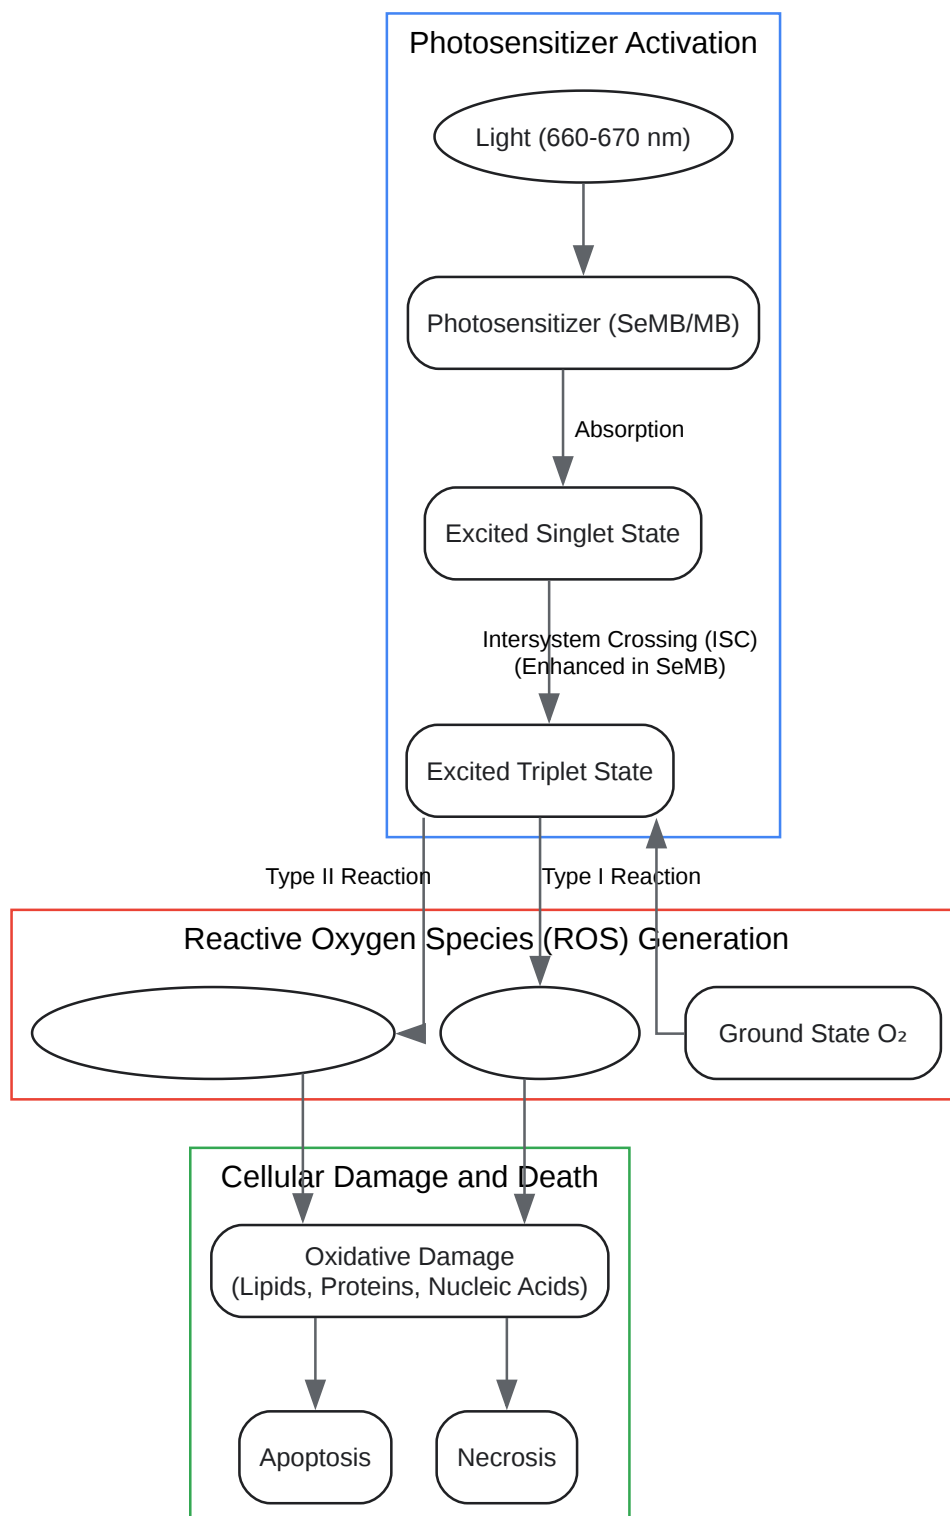 Photosensitizer Activation
Light (660-670 nm)
Photosensitizer (SeMB/MB)
Absorption
Excited Singlet State
Intersystem Crossing (ISC)
(Enhanced in SeMB)
Excited Triplet State
Type II Reaction
Type I Reaction
Reactive Oxygen Species (ROS) Generation
Ground State O₂
Cellular Damage and Death
Oxidative Damage
(Lipids, Proteins, Nucleic Acids)
Apoptosis
Necrosis